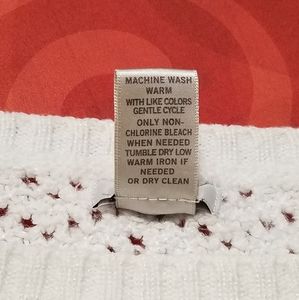 MACHINE WASH
WARM
WITH LIKE COLORS
GENTLE CYCLE
ONLY NON-
CHLORINE BLEACH
WHEN NEEDED
TUMBLE DRY LOW
WARM IRON IF
NEEDED
OR DRY CLEAN